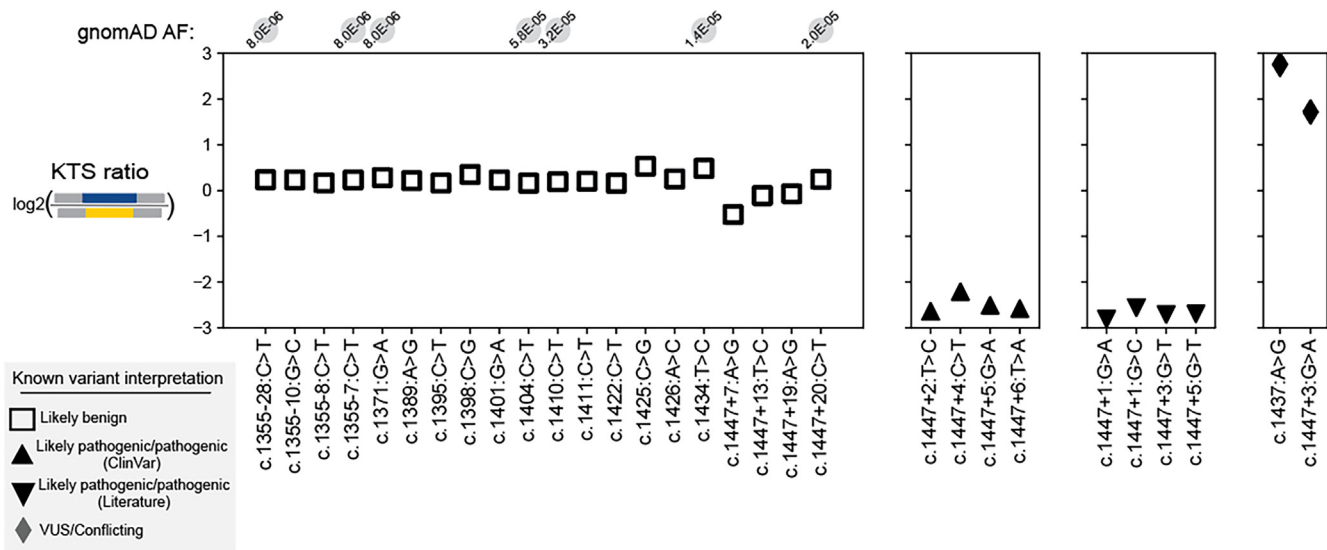 gnomAD AF:
8.0E-06
8.0E-06
8.0E-06
5.8E-05
3.2E-05
1.4E-05
2.0E-05
3
2
1
0
−1
−2
−3
KTS ratio
log2( )
c.1355-28:C>T
c.1355-10:G>C
c.1355-8:C>T
c.1355-7:C>T
c.1371:G>A
c.1389:A>G
c.1395:C>T
c.1398:C>G
c.1401:G>A
c.1404:C>T
c.1410:C>T
c.1411:C>T
c.1422:C>T
c.1425:C>G
c.1426:A>C
c.1434:T>C
c.1447+7:A>G
c.1447+13:T>C
c.1447+19:A>G
c.1447+20:C>T
c.1447+2:T>C
c.1447+4:C>T
c.1447+5:G>A
c.1447+6:T>A
c.1447+1:G>A
c.1447+1:G>C
c.1447+3:G>T
c.1447+5:G>T
c.1437:A>G
c.1447+3:G>A
Known variant interpretation
Likely benign
Likely pathogenic/pathogenic
(ClinVar)
Likely pathogenic/pathogenic
(Literature)
VUS/Conflicting